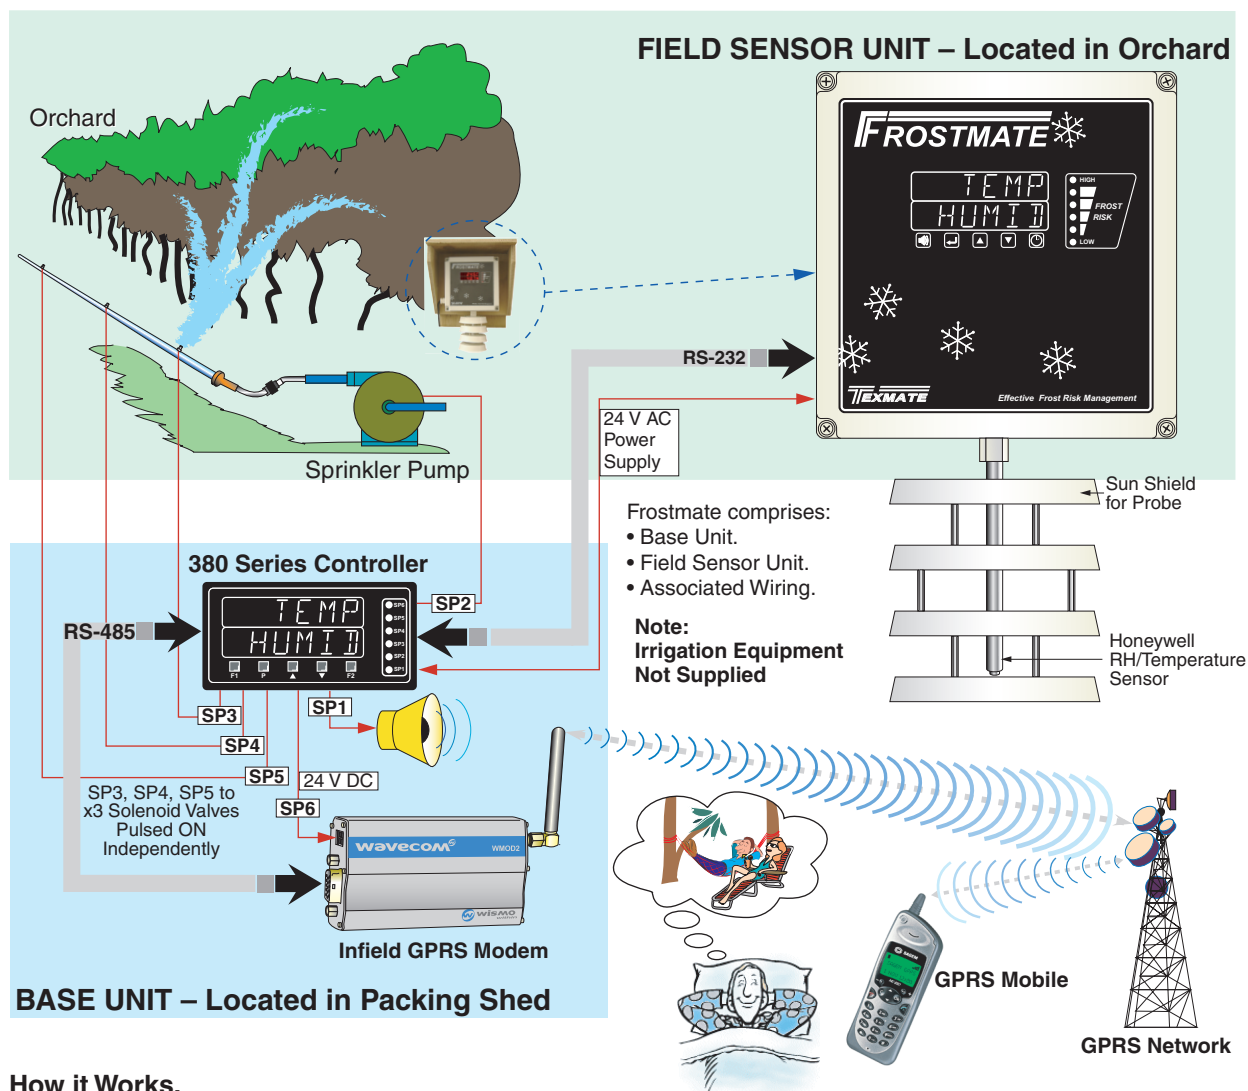 FIELD SENSOR UNIT – Located in Orchard
Orchard
FROSTMATE
TEMP
HUMID
HIGH
FROST
RISK
LOW
FROSTMATE
RS-232
TEXMATE
Effective Frost Risk Management
24 V AC
Power
Supply
Sprinkler Pump
Sun Shield
for Probe
Frostmate comprises:
• Base Unit.
• Field Sensor Unit.
• Associated Wiring.
Note:
Irrigation Equipment
Not Supplied
Honeywell
RH/Temperature
Sensor
380 Series Controller
TEMP
HUMID
SP6
SP5
SP4
SP3
SP2
SP1
F1
P
F2
SP2
RS-485
SP3
SP1
SP4
SP5
24 V DC
SP6
SP3, SP4, SP5 to
x3 Solenoid Valves
Pulsed ON
Independently
wavecom
WMOD2
wismo
Infield GPRS Modem
BASE UNIT – Located in Packing Shed
SAGEM
GPRS Mobile
GPRS Network
How it Works.